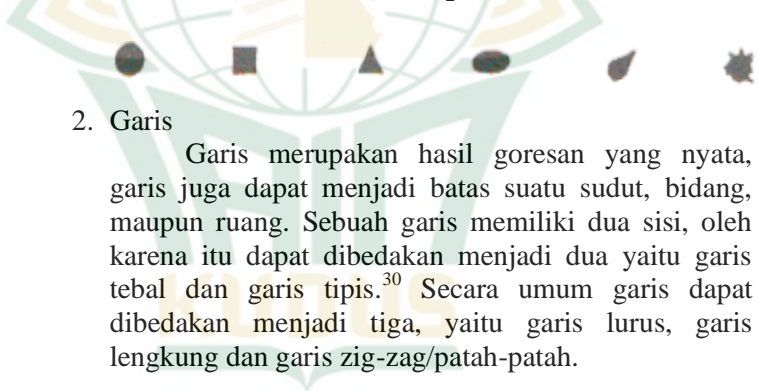 2. Garis
Garis merupakan hasil goresan yang nyata,
garis juga dapat menjadi batas suatu sudut, bidang,
maupun ruang. Sebuah garis memiliki dua sisi, oleh
karena itu dapat dibedakan menjadi dua yaitu garis
tebal dan garis tipis.³⁰ Secara umum garis dapat
dibedakan menjadi tiga, yaitu garis lurus, garis
lengkung dan garis zig-zag/patah-patah.
KUDUS